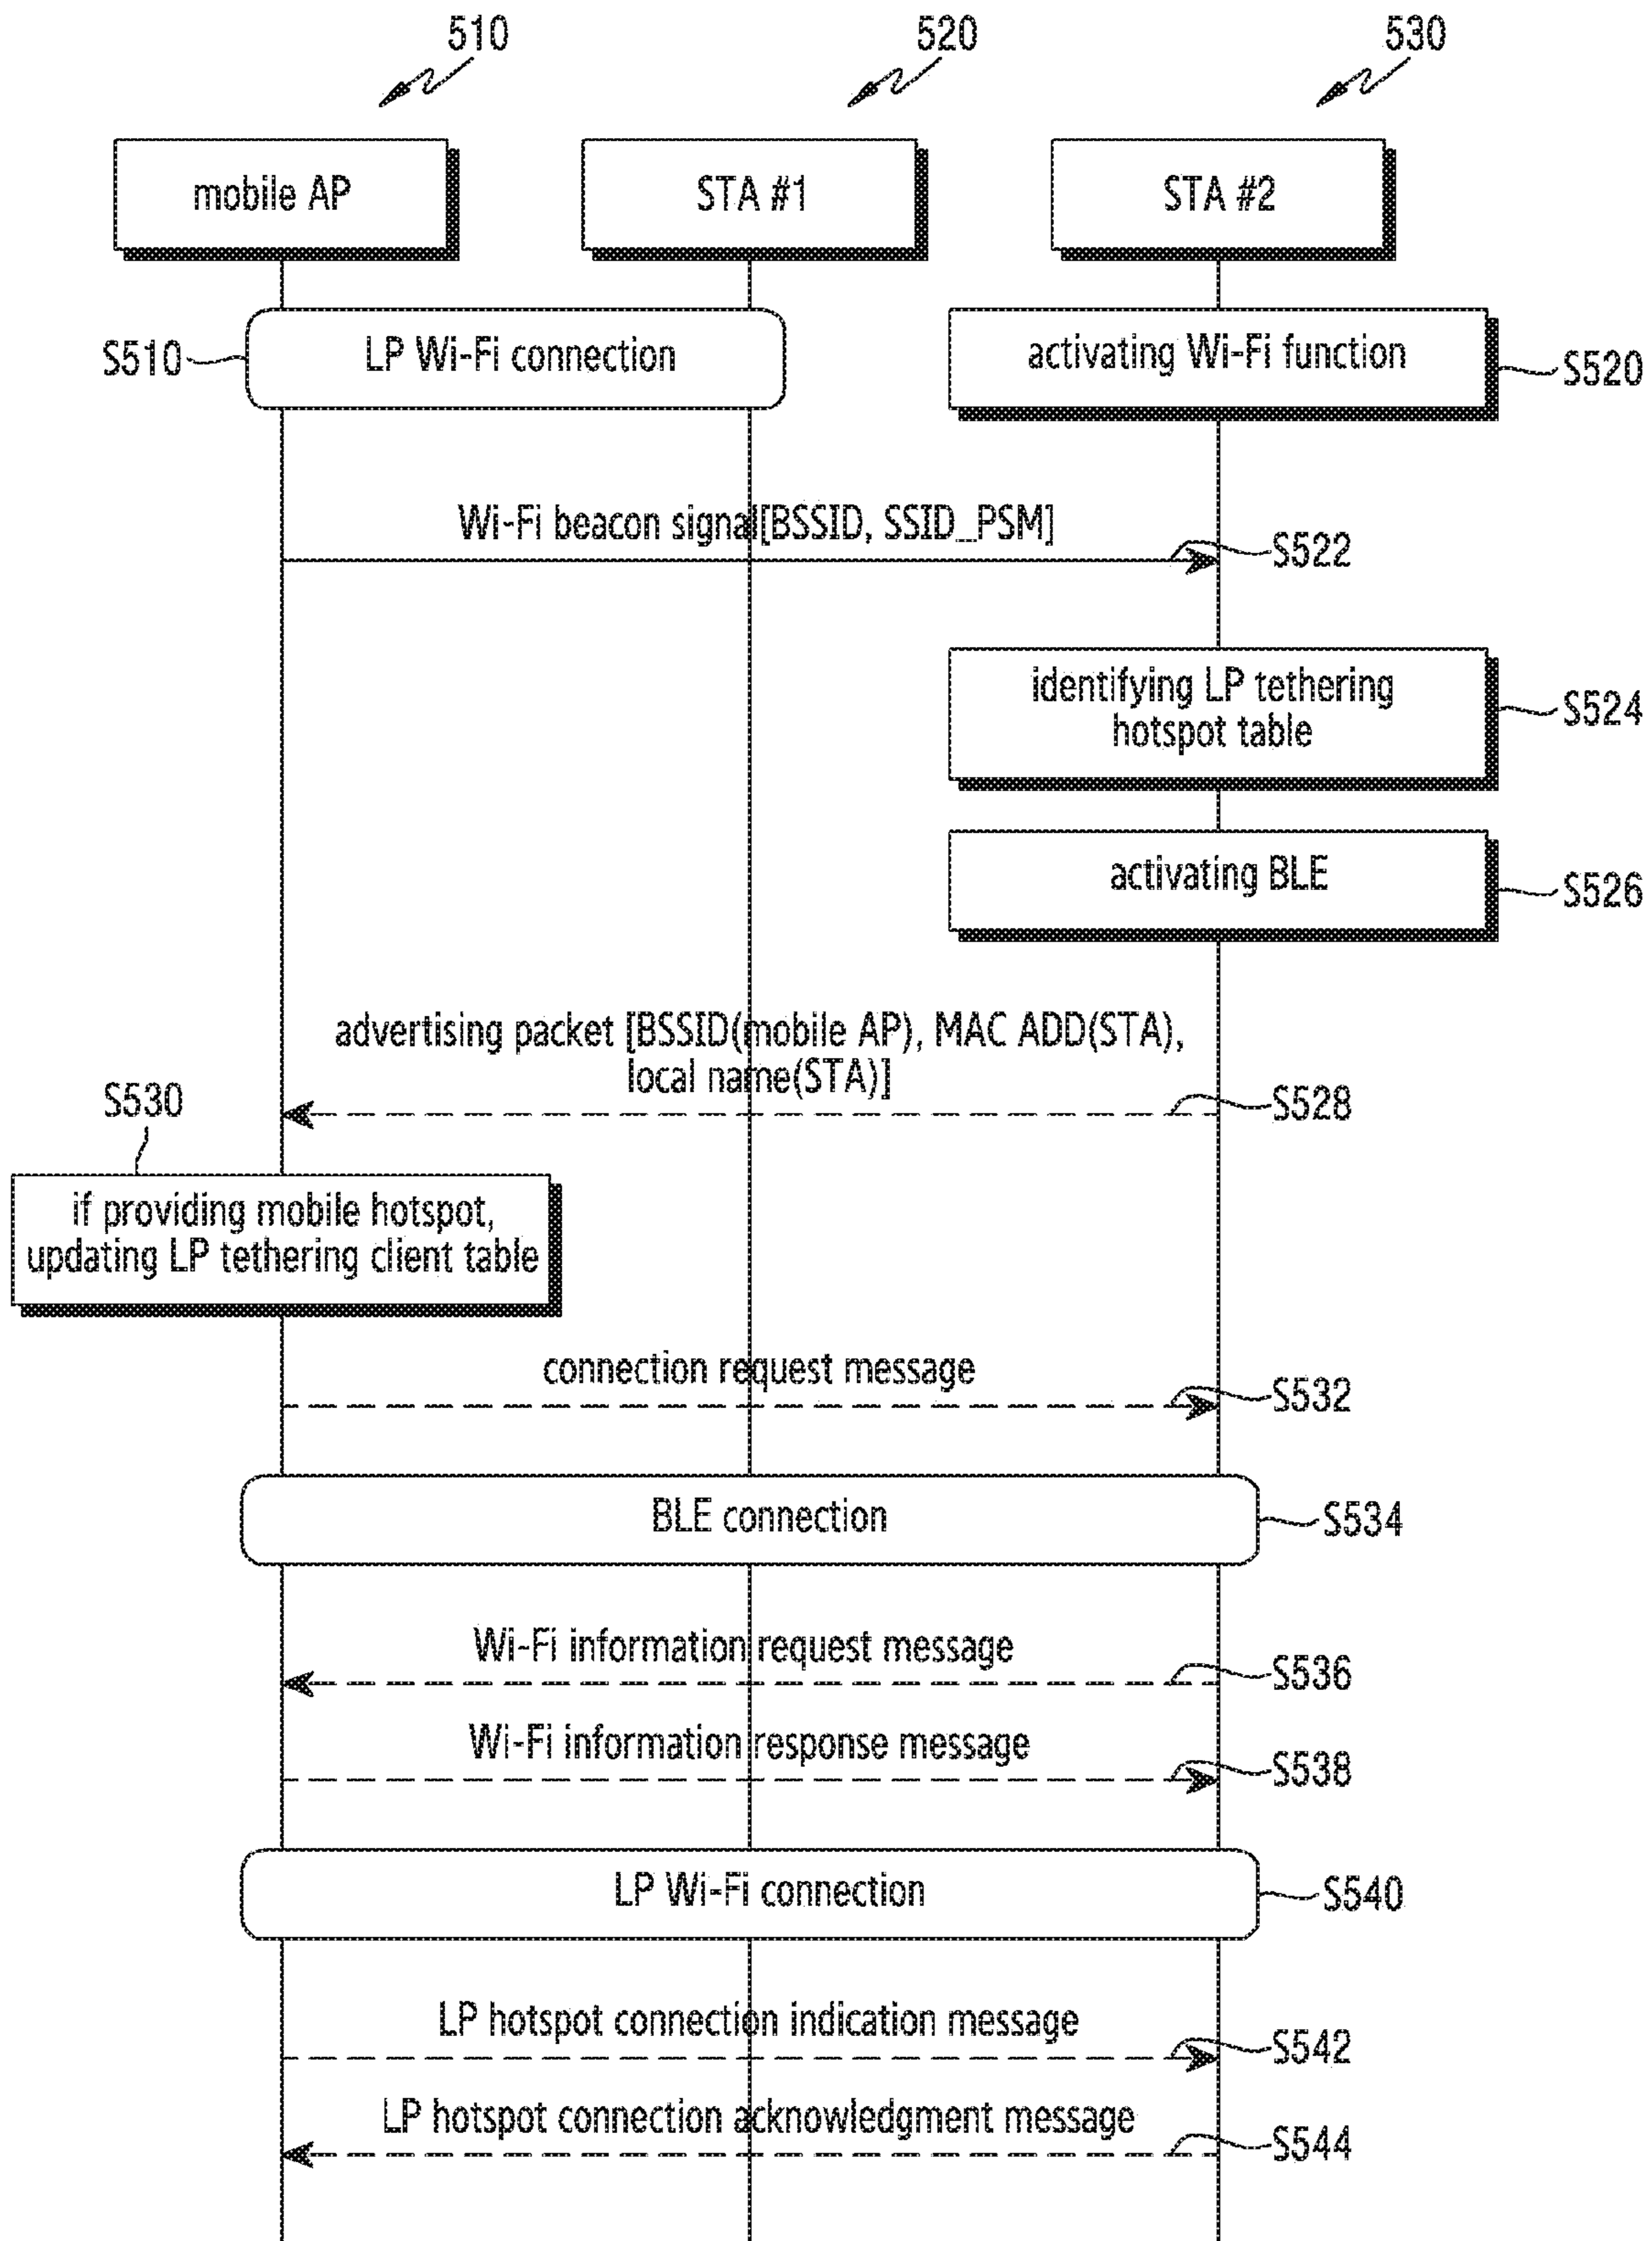 510
520
530
mobile AP
STA #1
STA #2
S510
LP Wi-Fi connection
activating Wi-Fi function
S520
Wi-Fi beacon signal[BSSID, SSID_PSM]
S522
identifying LP tethering
hotspot table
S524
activating BLE
S526
advertising packet [BSSID(mobile AP), MAC ADD(STA),
local name(STA)]
S528
S530
if providing mobile hotspot,
updating LP tethering client table
connection request message
S532
BLE connection
S534
Wi-Fi information request message
S536
Wi-Fi information response message
S538
LP Wi-Fi connection
S540
LP hotspot connection indication message
S542
LP hotspot connection acknowledgment message
S544